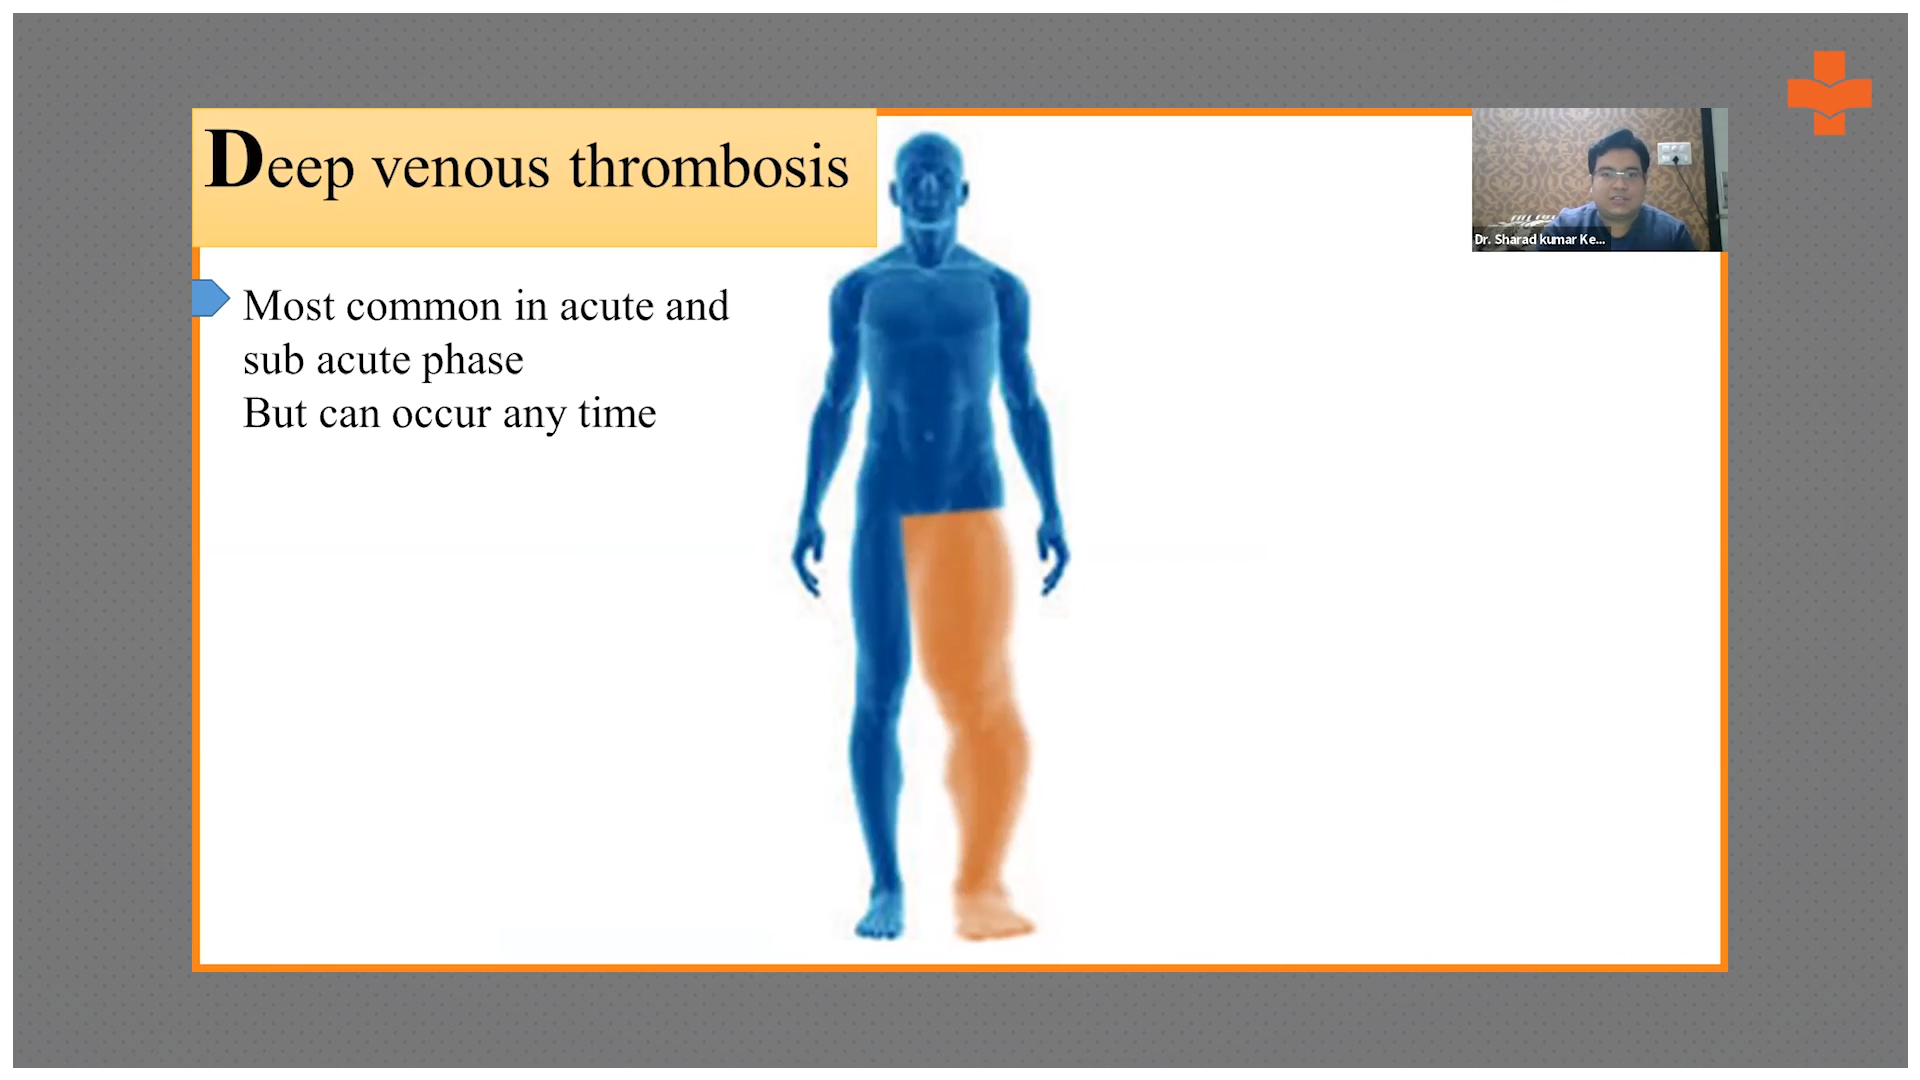 Deep venous thrombosis
Most common in acute and
sub acute phase
But can occur any time
Dr. Sharad kumar Ke...